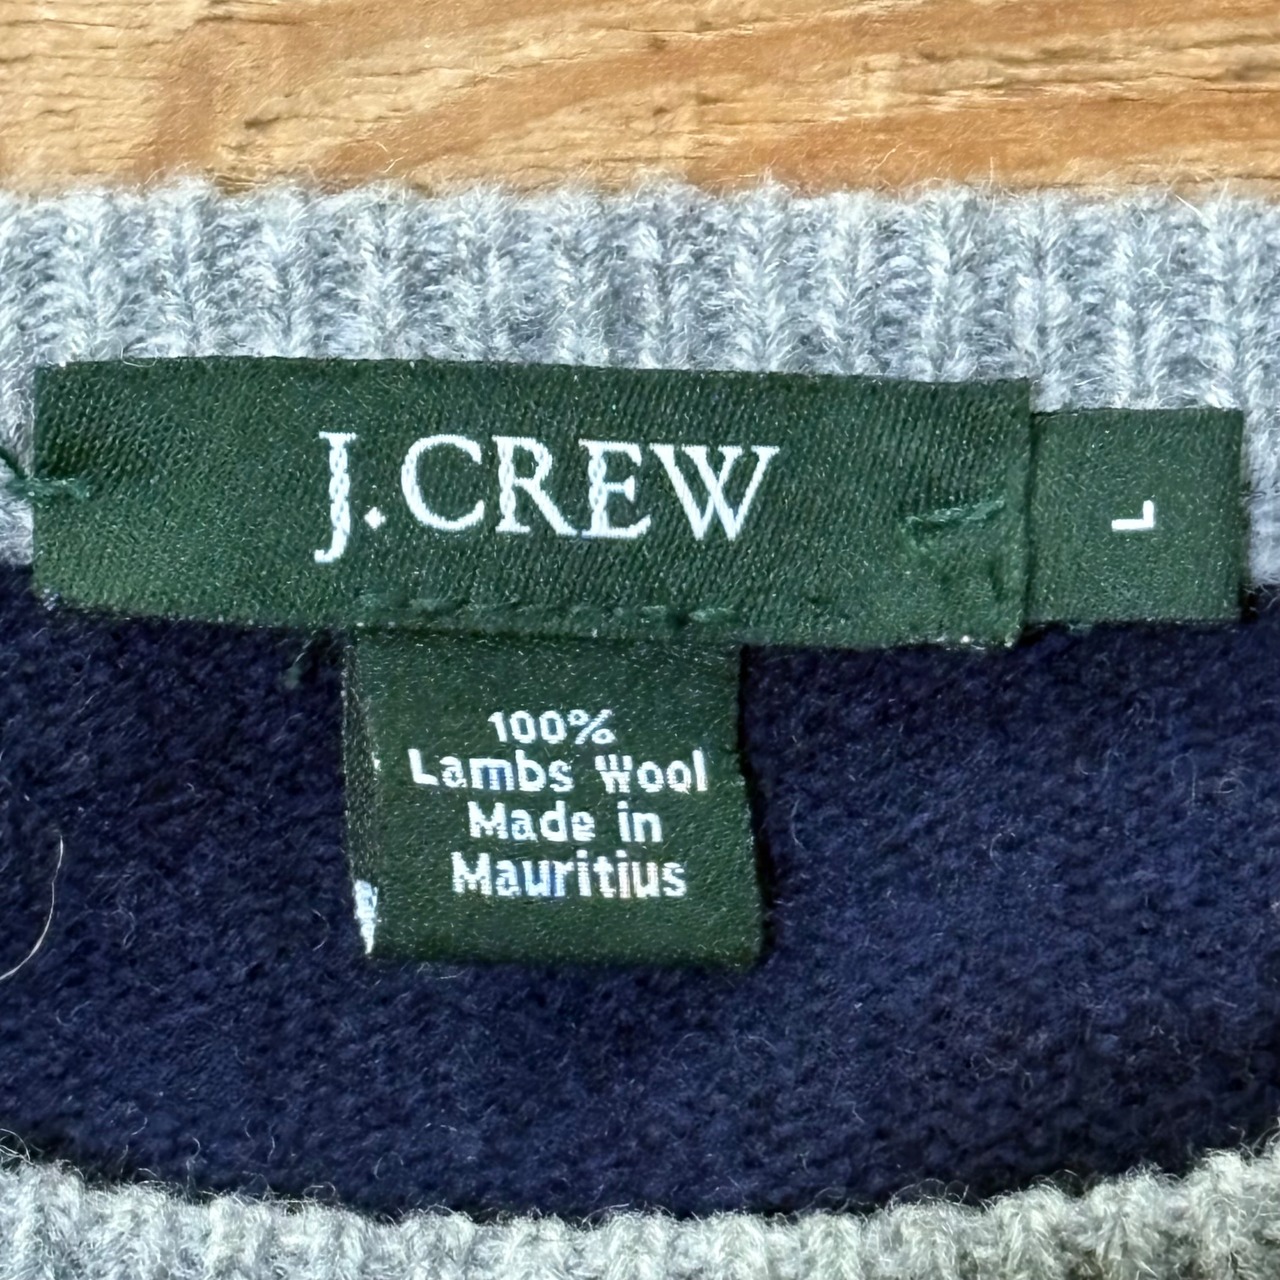 J.CREW
L
100%
Lambs Wool
Made in
Mauritius